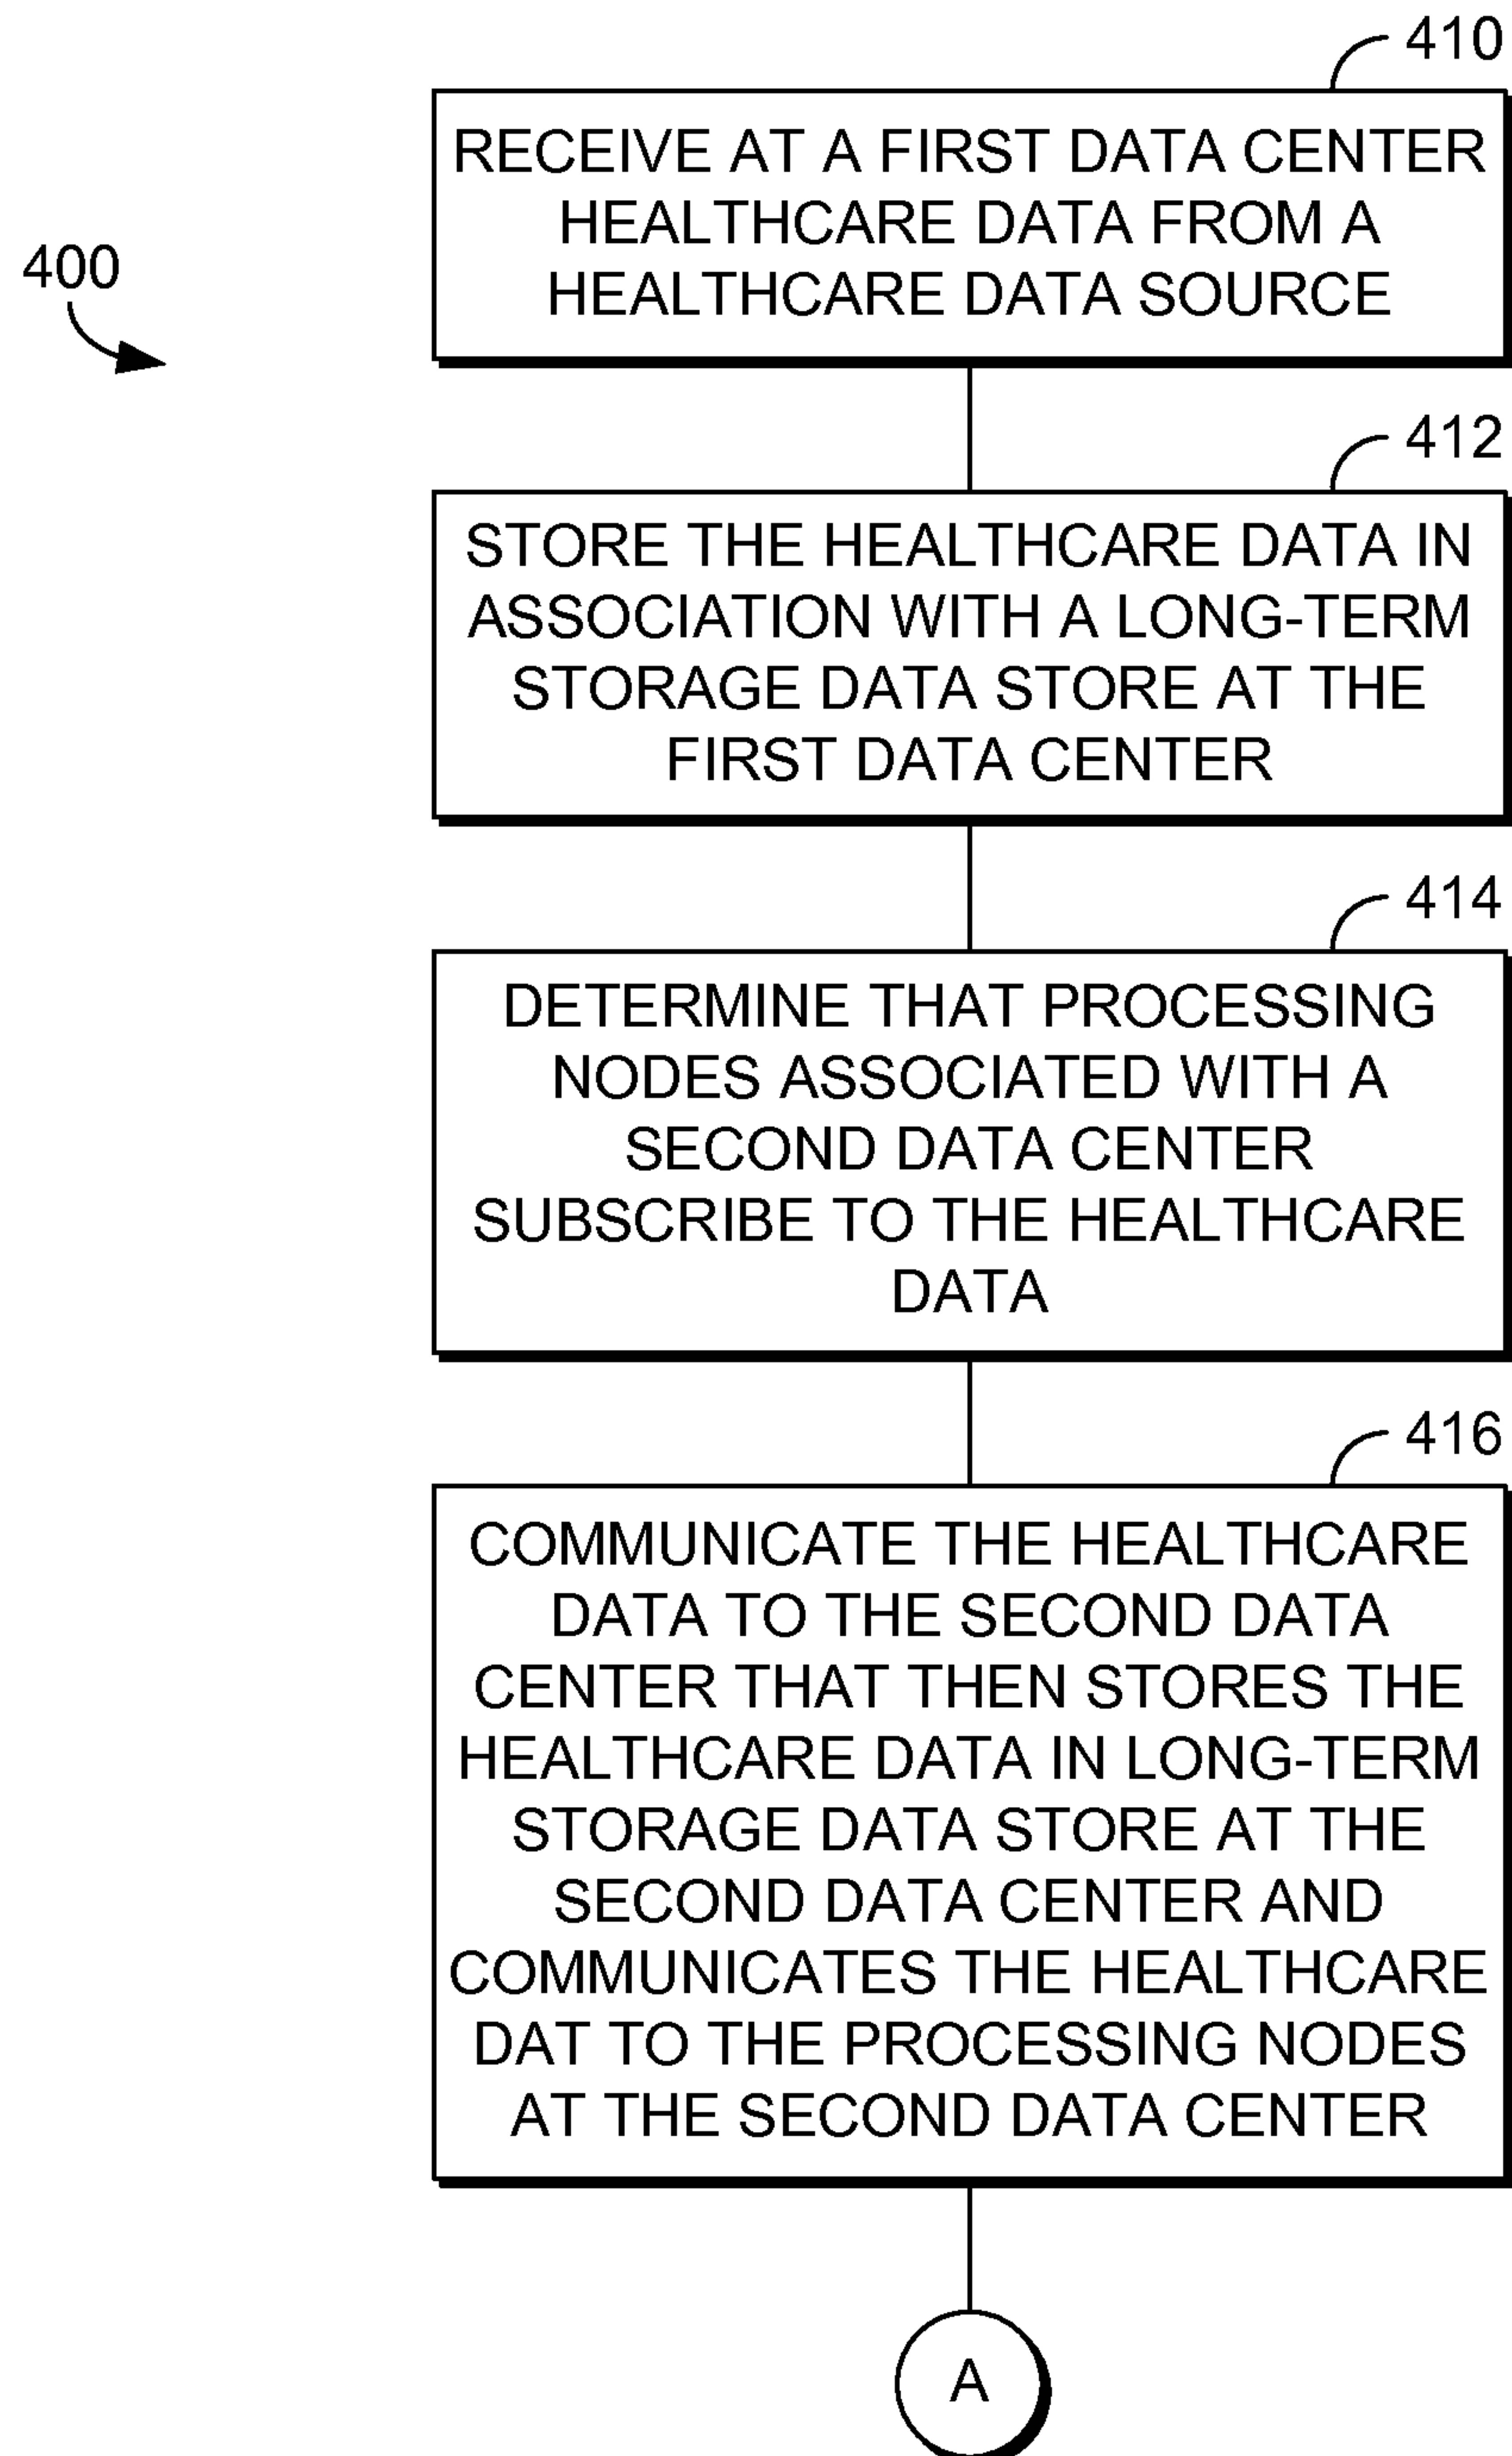 410
RECEIVE AT A FIRST DATA CENTER
HEALTHCARE DATA FROM A
HEALTHCARE DATA SOURCE
400
412
STORE THE HEALTHCARE DATA IN
ASSOCIATION WITH A LONG-TERM
STORAGE DATA STORE AT THE
FIRST DATA CENTER
414
DETERMINE THAT PROCESSING
NODES ASSOCIATED WITH A
SECOND DATA CENTER
SUBSCRIBE TO THE HEALTHCARE
DATA
416
COMMUNICATE THE HEALTHCARE
DATA TO THE SECOND DATA
CENTER THAT THEN STORES THE
HEALTHCARE DATA IN LONG-TERM
STORAGE DATA STORE AT THE
SECOND DATA CENTER AND
COMMUNICATES THE HEALTHCARE
DAT TO THE PROCESSING NODES
AT THE SECOND DATA CENTER
A